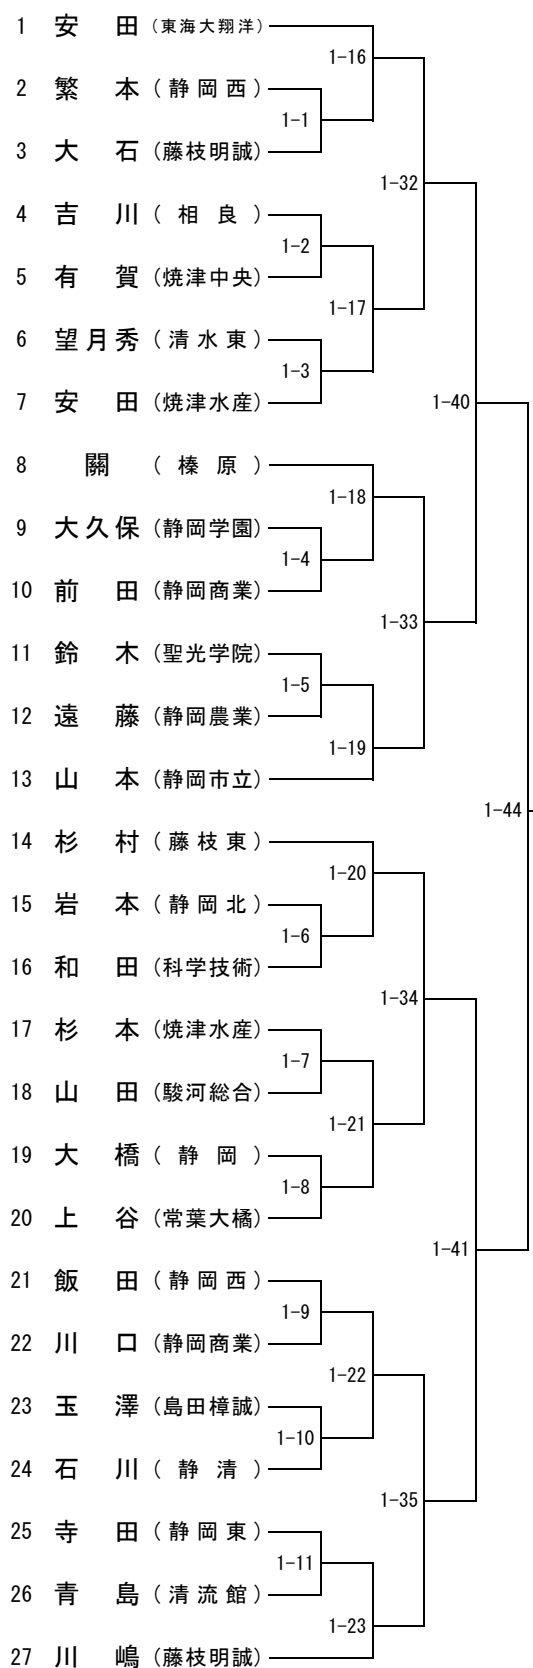 1 安田 (東海大翔洋)
1-16
2 繁本 (静岡西)
1-1
3 大石 (藤枝明誠)
1-32
4 吉川 (相良)
1-2
5 有賀 (焼津中央)
1-17
6 望月秀 (清水東)
1-3
7 安田 (焼津水産)
1-40
8 關 (榛原)
1-18
9 大久保 (静岡学園)
1-4
10 前田 (静岡商業)
1-33
11 鈴木 (聖光学院)
1-5
12 遠藤 (静岡農業)
1-19
13 山本 (静岡市立)
1-44
14 杉村 (藤枝東)
1-20
15 岩本 (静岡北)
1-6
16 和田 (科学技術)
1-34
17 杉本 (焼津水産)
1-7
18 山田 (駿河総合)
1-21
19 大橋 (静岡)
1-8
20 上谷 (常葉大橘)
1-41
21 飯田 (静岡西)
1-9
22 川口 (静岡商業)
1-22
23 玉澤 (島田樟誠)
1-10
24 石川 (静清)
1-35
25 寺田 (静岡東)
1-11
26 青島 (清流館)
1-23
27 川嶋 (藤枝明誠)